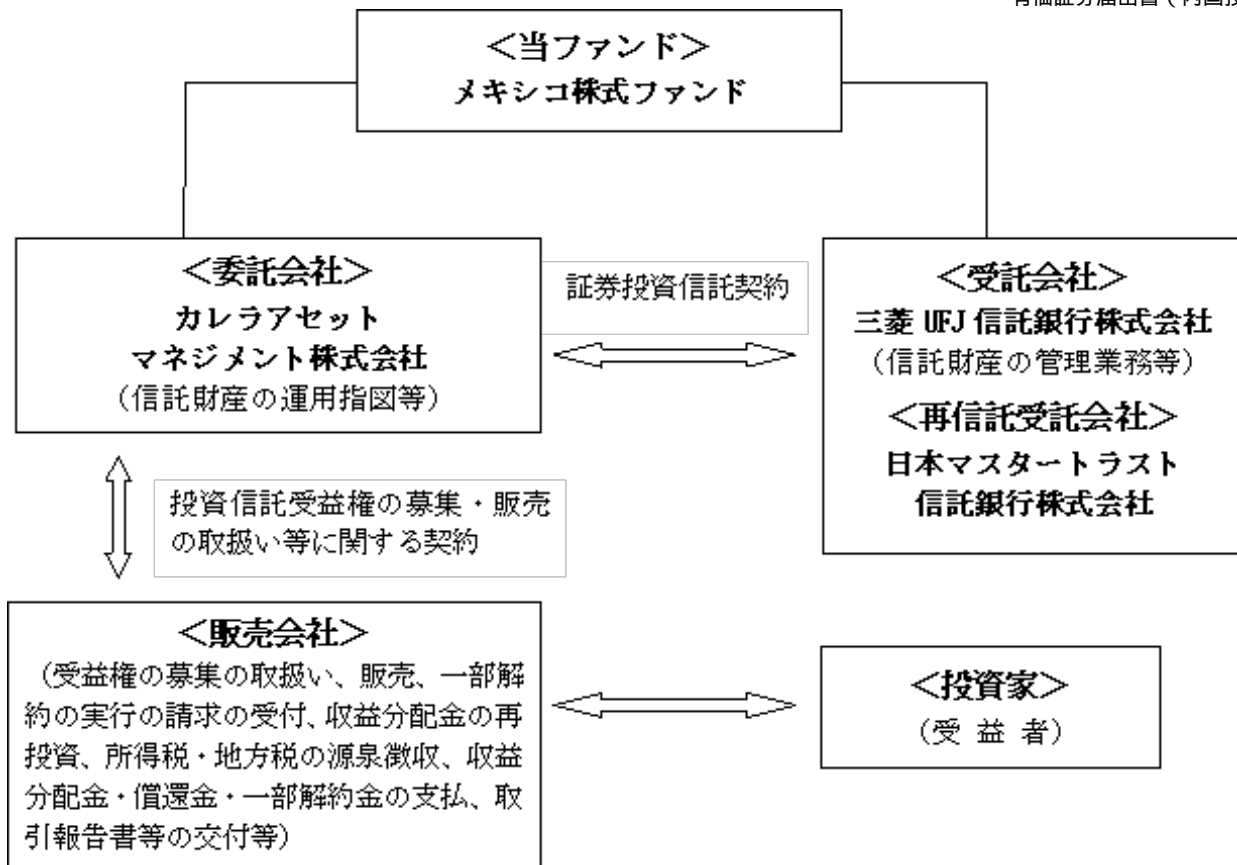 有価証券届出書（内国投
＜当ファンド＞
メキシコ株式ファンド
＜委託会社＞
カレラアセット
マネジメント株式会社
（信託財産の運用指図等）
証券投資信託契約
＜受託会社＞
三菱UFJ信託銀行株式会社
（信託財産の管理業務等）
＜再信託受託会社＞
日本マスタートラスト
信託銀行株式会社
投資信託受益権の募集・販売
の取扱い等に関する契約
＜販売会社＞
（受益権の募集の取扱い、販売、一部解
約の実行の請求の受付、収益分配金の再
投資、所得税・地方税の源泉徴収、収益
分配金・償還金・一部解約金の支払、取
引報告書等の交付等）
＜投資家＞
（受 益 者）